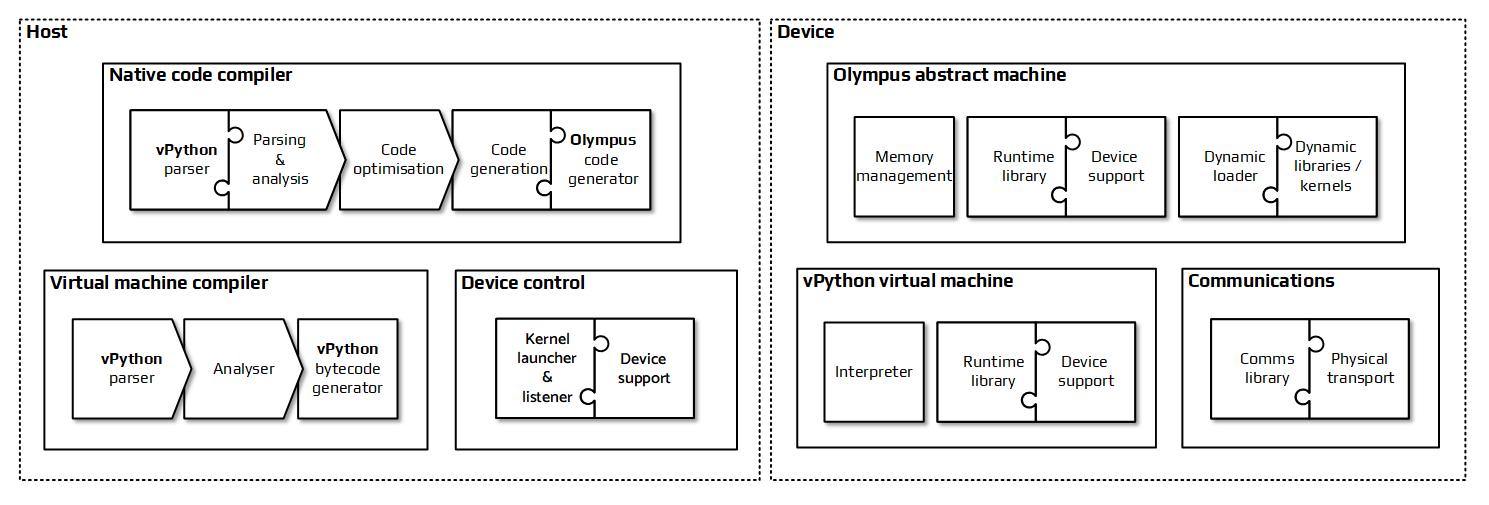 Host
Native code compiler
vPython
parser
Parsing
&
analysis
Code
optimisation
Code
generation
Olympus
code
generator
Virtual machine compiler
vPython
parser
Analyser
vPython
bytecode
generator
Device control
Kernel
launcher
&
listener
Device
support
Device
Olympus abstract machine
Memory
management
Runtime
library
Device
support
Dynamic
loader
Dynamic
libraries /
kernels
vPython virtual machine
Interpreter
Runtime
library
Device
support
Communications
Comms
library
Physical
transport